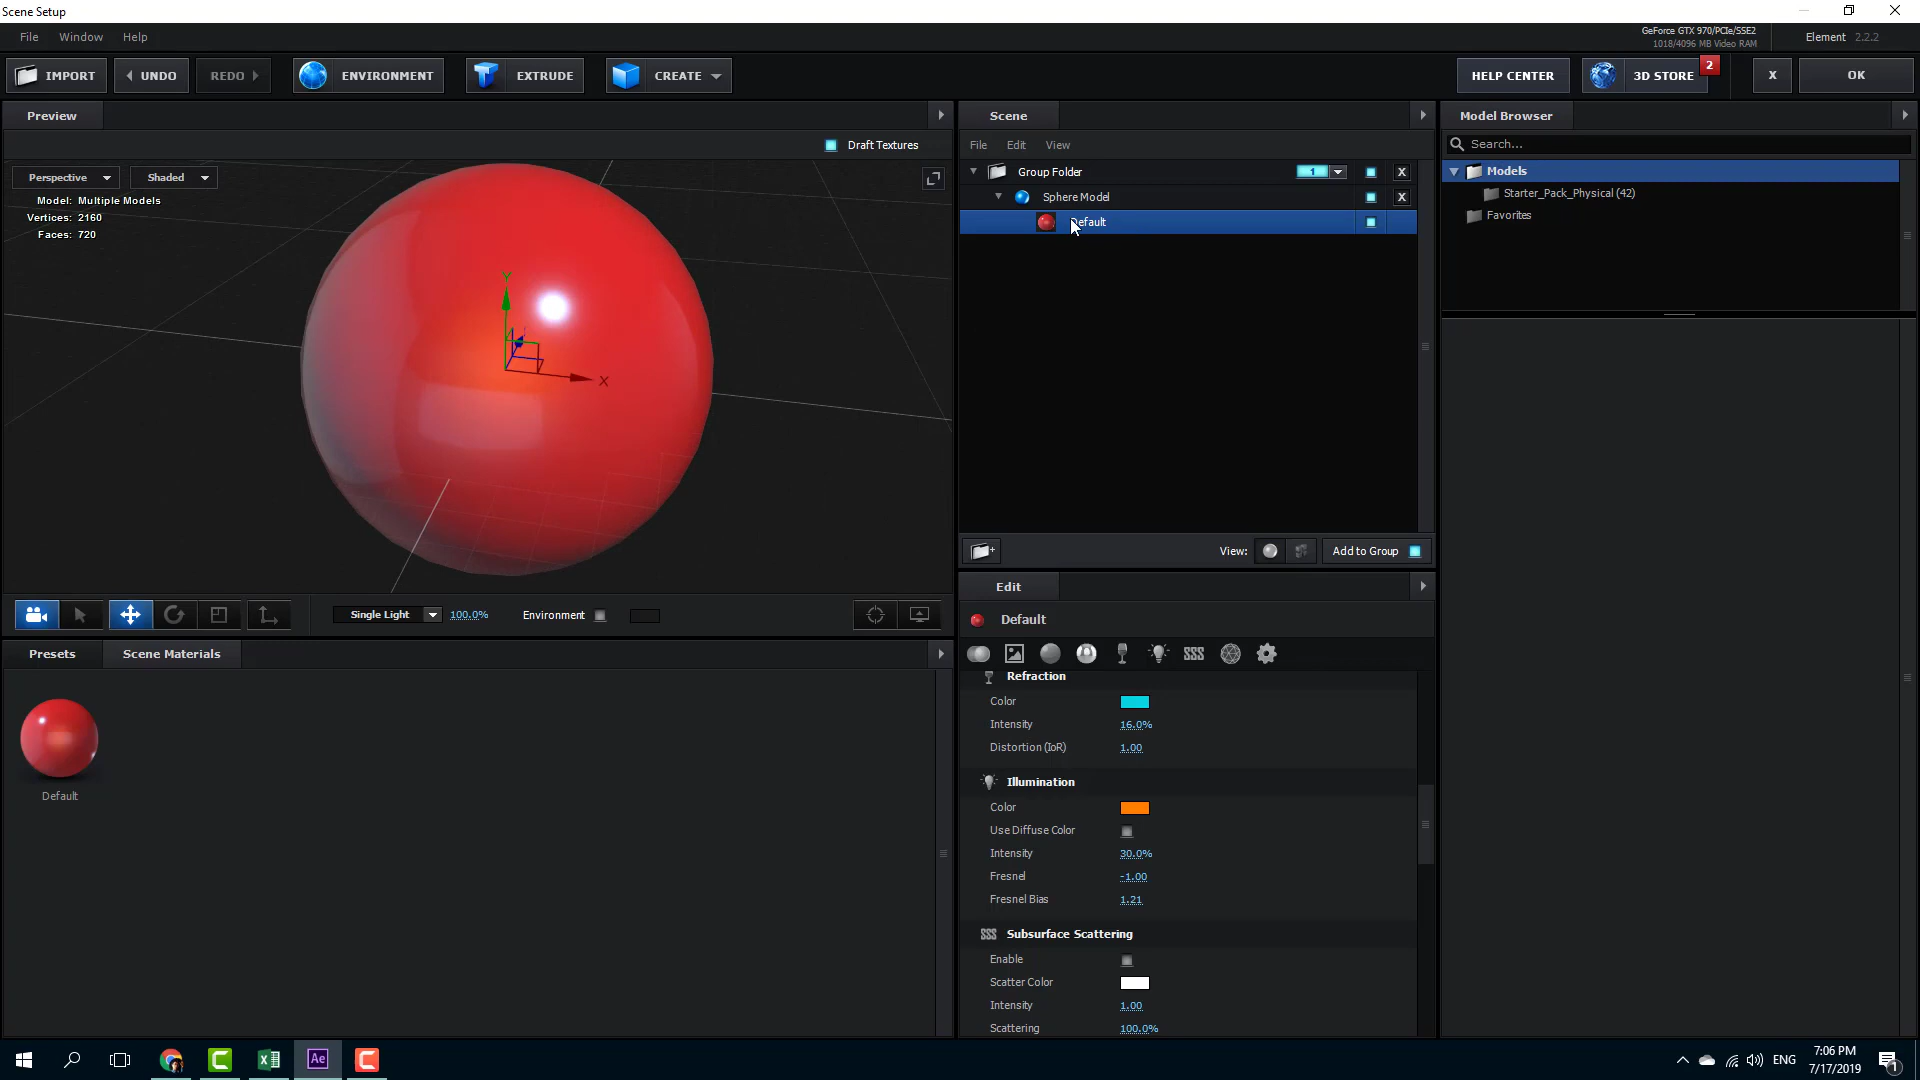 Scene Setup
File Window Help
GeForce GTX 970/PCIe/SSE2
1018/4096 MB Video RAM
Element 2.2.2
IMPORT UNDO REDO ENVIRONMENT EXTRUDE CREATE HELP CENTER 3D STORE 2 X OK
Preview
Draft Textures
Perspective Shaded
Model: Multiple Models
Vertices: 2160
Faces: 720
Y
X
Single Light 100.0% Environment
Presets Scene Materials
Default
Scene
File Edit View
Group Folder 1 X
Sphere Model X
Default
View: Add to Group
Edit
Default
Refraction
Color
Intensity 16.0%
Distortion (IoR) 1.00
Illumination
Color
Use Diffuse Color
Intensity 30.0%
Fresnel -1.00
Fresnel Bias 1.21
Subsurface Scattering
Enable
Scatter Color
Intensity 1.00
Scattering 100.0%
Model Browser
Search...
Models
Starter_Pack_Physical (42)
Favorites
Ae
ENG
7:06 PM
7/17/2019
1